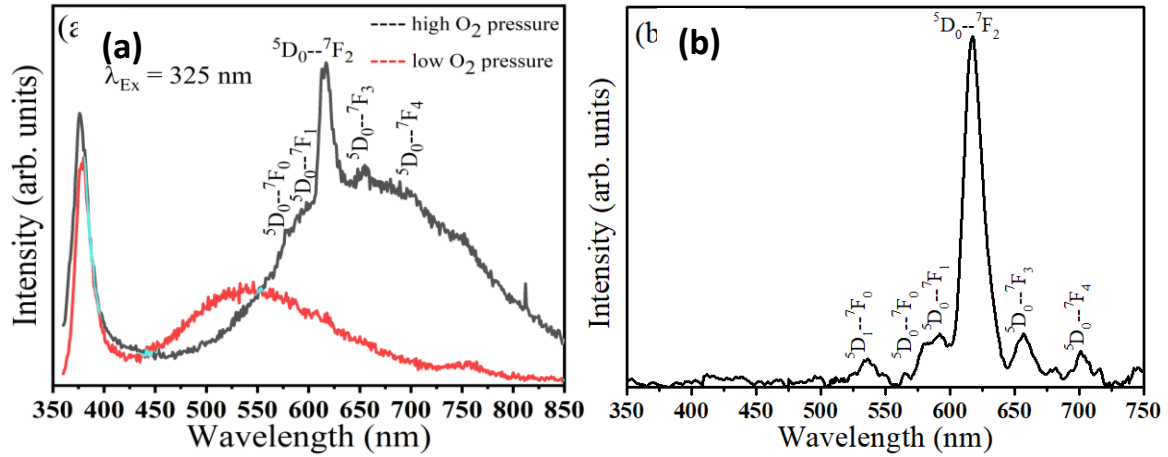 (a
(a)
λEx = 325 nm
high O2 pressure
low O2 pressure
5D0--7F0
5D0--7F1
5D0--7F2
5D0--7F3
5D0--7F4
Intensity (arb. units)
350 400 450 500 550 600 650 700 750 800 850
Wavelength (nm)
(b
(b)
5D1--7F0
5D0--7F0
5D0--7F1
5D0--7F2
5D0--7F3
5D0--7F4
Intensity (arb. units)
350 400 450 500 550 600 650 700 750
Wavelength (nm)